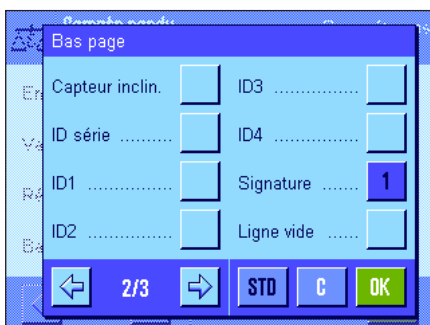 Bas page
Capteur inclin.
ID série ..........
ID1 ................
ID2 ................
ID3 ...............
ID4 ...............
Signature ....... 1
Ligne vide ......
2/3
STD C OK